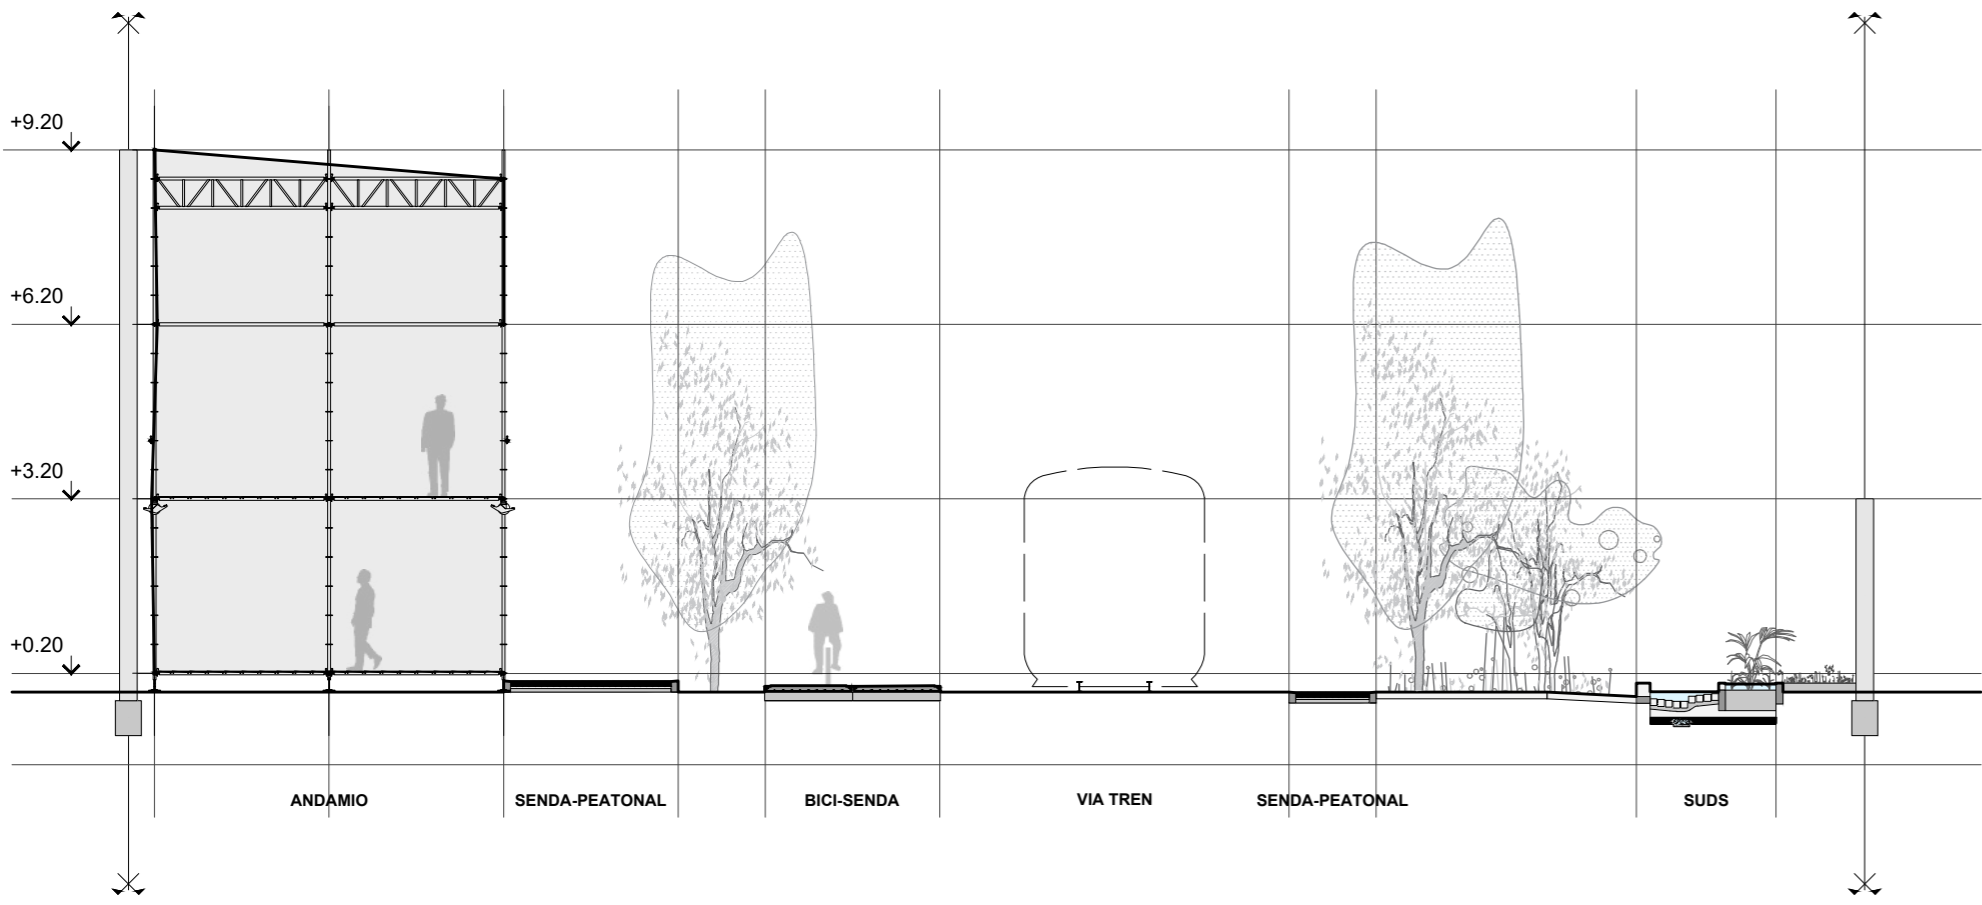 +9.20
+6.20
+3.20
+0.20
ANDAMIO SENDA-PEATONAL BICI-SENDA VIA TREN SENDA-PEATONAL SUDS